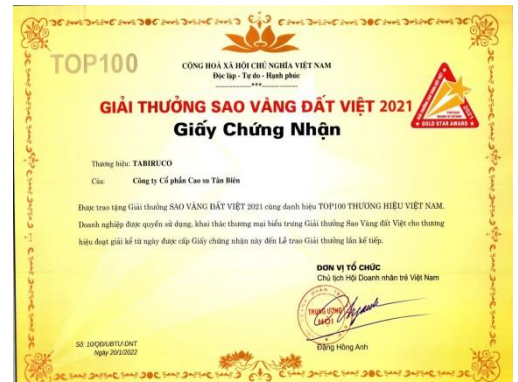 TOP100
CỘNG HOÀ XÃ HỘI CHỦ NGHĨA VIỆT NAM
Độc lập - Tự do - Hạnh phúc
GIẢI THƯỞNG SAO VÀNG ĐẤT VIỆT 2021
GOLD STAR AWARD
Giấy Chứng Nhận
Thương hiệu: TABIRUCO
Của: Công ty Cổ phần Cao su Tân Biên
Được trao tặng Giải thưởng SAO VÀNG ĐẤT VIỆT 2021 cùng danh hiệu TOP100 THƯƠNG HIỆU VIỆT NAM.
Doanh nghiệp được quyền sử dụng, khai thác thương mại biểu trưng Giải thưởng Sao Vàng đất Việt cho thương
hiệu đoạt giải kể từ ngày được cấp Giấy chứng nhận này đến Lễ trao Giải thưởng lần kế tiếp.
ĐƠN VỊ TỔ CHỨC
Chủ tịch Hội Doanh nhân trẻ Việt Nam
TRUNG ƯƠNG
HỘI
Đặng Hồng Anh
Số: 10/QĐ/UBTƯ-DNT
Ngày 20/1/2022